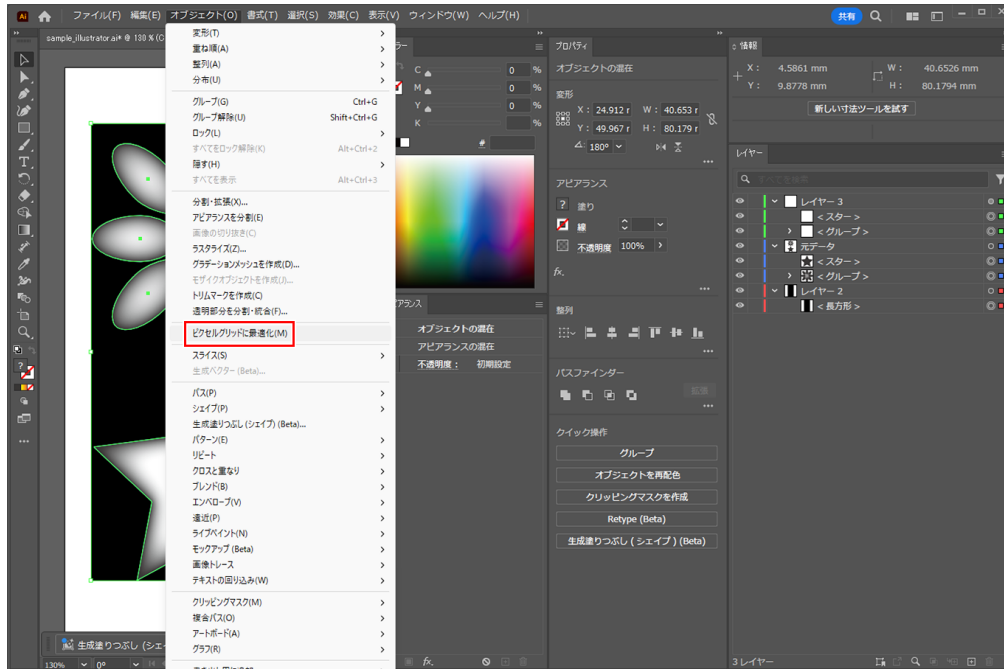 Ai ファイル(F) 編集(E) オブジェクト(O) 書式(T) 選択(S) 効果(C) 表示(V) ウィンドウ(W) ヘルプ(H) 共有
sample_illustrator.ai* @ 130 % (C
変形(T)
重ね順(A)
整列(A)
分布(U)
グループ(G) Ctrl+G
グループ解除(U) Shift+Ctrl+G
ロック(L)
すべてをロック解除(K) Alt+Ctrl+2
隠す(H)
すべてを表示 Alt+Ctrl+3
分割・拡張(X)...
アピアランスを分割(E)
画像の切り抜き(C)
ラスタライズ(Z)...
グラデーションメッシュを作成(D)...
モザイクオブジェクトを作成(J)...
トリムマークを作成(C)
透明部分を分割・統合(F)...
ピクセルグリッドに最適化(M)
スライス(S)
生成ベクター (Beta)...
パス(P)
シェイプ(P)
生成塗りつぶし (シェイプ) (Beta)...
パターン(E)
リピート
クロスと重なり
ブレンド(B)
エンベロープ(V)
遠近(P)
ライブペイント(N)
モックアップ (Beta)
画像トレース
テキストの回り込み(W)
クリッピングマスク(M)
複合パス(O)
アートボード(A)
グラフ(R)
生成塗りつぶし (シェイ
130% 0°
ラー
C 0 %
M 0 %
Y 0 %
K %
#
アピアランス
オブジェクトの混在
アピアランスの混在
不透明度： 初期設定
fx.
プロパティ
オブジェクトの混在
変形
X： 24.912 r W： 40.653 r
Y： 49.967 r H： 80.179 r
180°
アピアランス
? 塗り
線
不透明度 100%
fx.
整列
パスファインダー
拡張
クイック操作
グループ
オブジェクトを再配色
クリッピングマスクを作成
Retype (Beta)
生成塗りつぶし ( シェイプ ) (Beta)
情報
X： 4.5861 mm W： 40.6526 mm
Y： 9.8778 mm H： 80.1794 mm
新しい寸法ツールを試す
レイヤー
すべてを検索
レイヤー 3
< スター >
< グループ >
元データ
< スター >
< グループ >
レイヤー 2
< 長方形 >
3 レイヤー